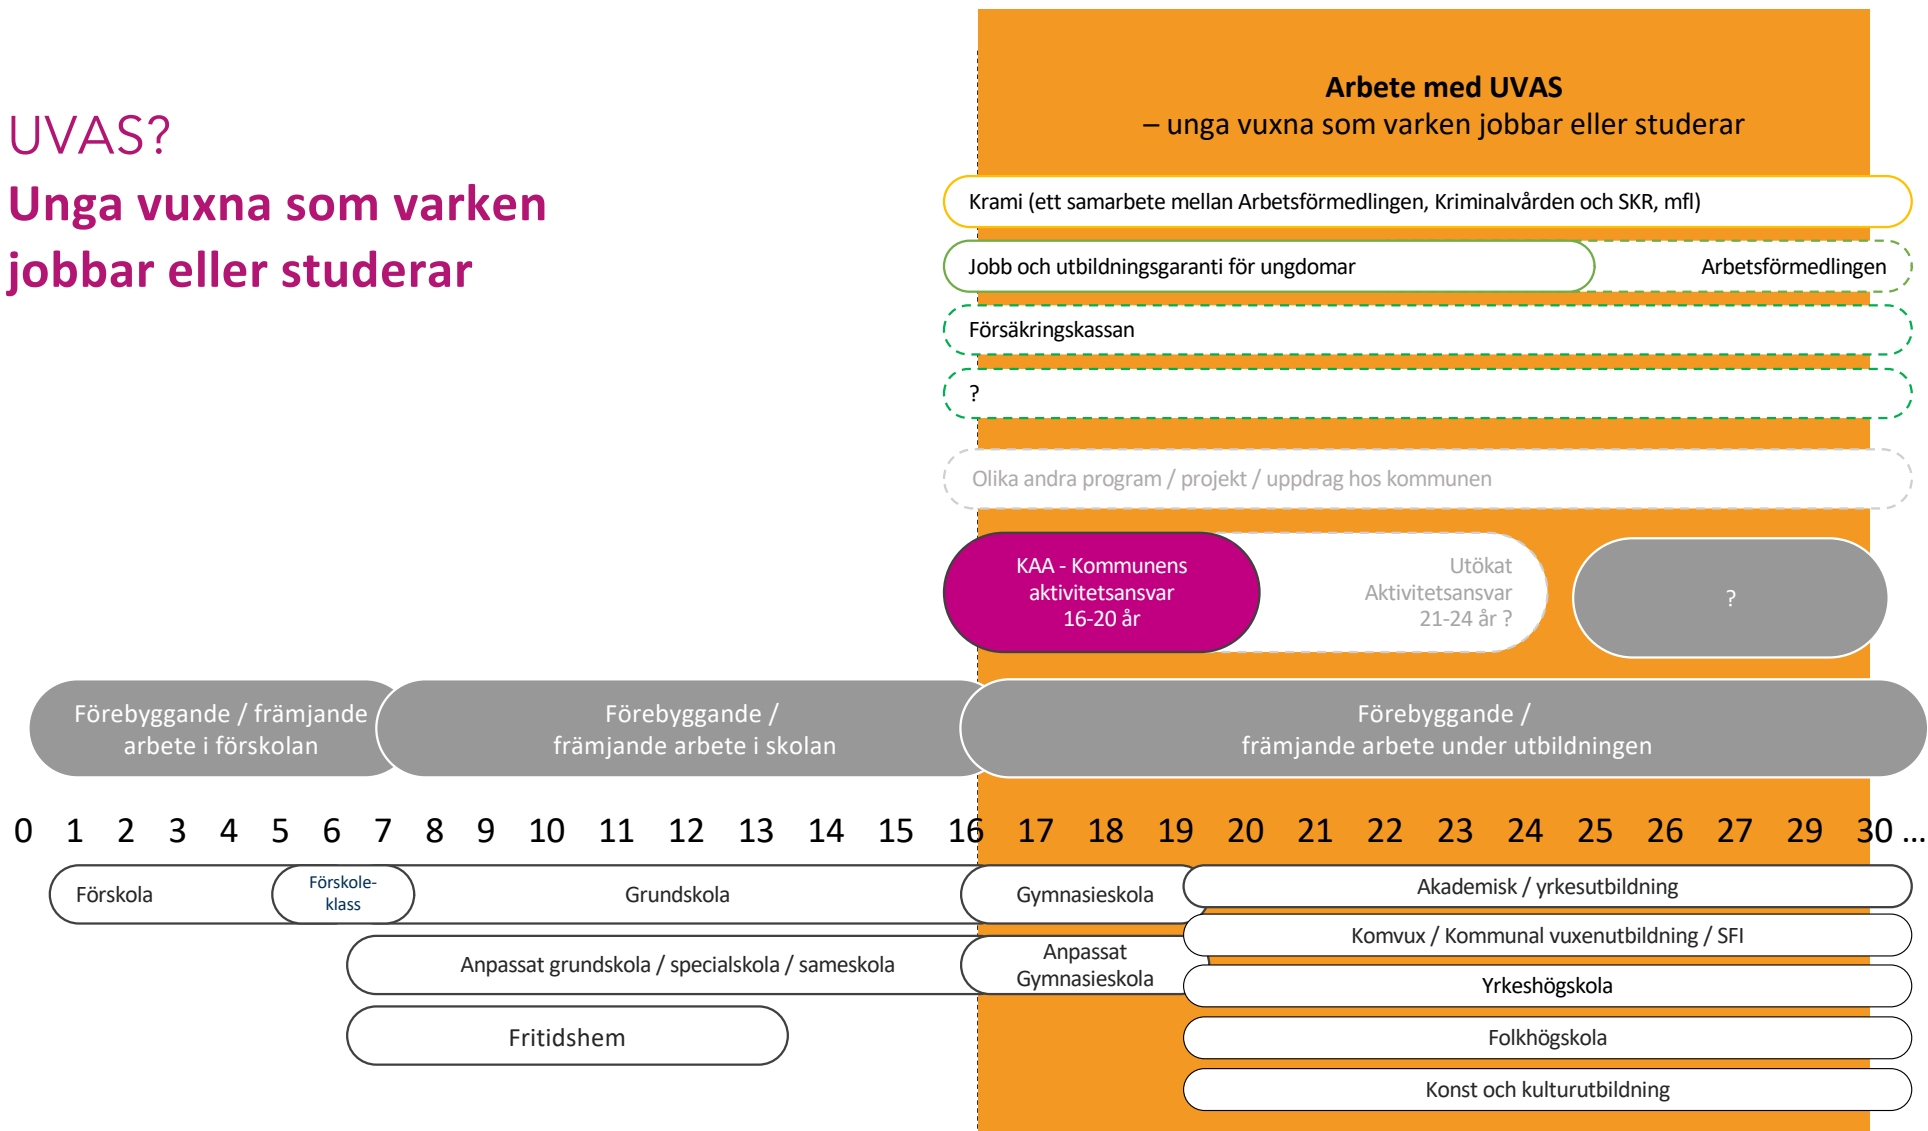 UVAS?
Unga vuxna som varken
jobbar eller studerar
Arbete med UVAS
– unga vuxna som varken jobbar eller studerar
Krami (ett samarbete mellan Arbetsförmedlingen, Kriminalvården och SKR, mfl)
Jobb och utbildningsgaranti för ungdomar
Arbetsförmedlingen
Försäkringskassan
?
Olika andra program / projekt / uppdrag hos kommunen
KAA - Kommunens
aktivitetsansvar
16-20 år
Utökat
Aktivitetsansvar
21-24 år ?
?
Förebyggande / främjande
arbete i förskolan
Förebyggande /
främjande arbete i skolan
Förebyggande /
främjande arbete under utbildningen
0 1 2 3 4 5 6 7 8 9 10 11 12 13 14 15 16 17 18 19 20 21 22 23 24 25 26 27 29 30 ...
Förskola
Förskole-
klass
Grundskola
Gymnasieskola
Akademisk / yrkesutbildning
Komvux / Kommunal vuxenutbildning / SFI
Anpassat grundskola / specialskola / sameskola
Anpassat
Gymnasieskola
Yrkeshögskola
Fritidshem
Folkhögskola
Konst och kulturutbildning